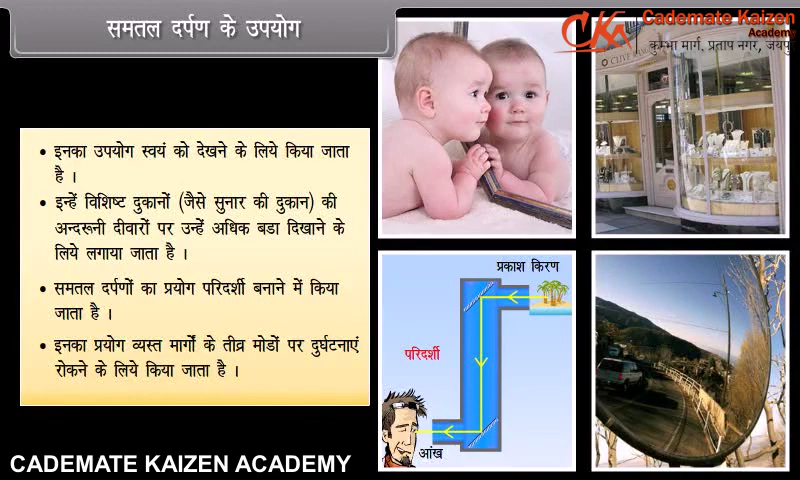 समतल दर्पण के उपयोग
Cademate Kaizen
Academy
कुम्भा मार्ग, प्रताप नगर, जयपु
CKA
• इनका उपयोग स्वयं को देखने के लिये किया जाता
है ।
• इन्हें विशिष्ट दुकानों (जैसे सुनार की दुकान) की
अन्दरूनी दीवारों पर उन्हें अधिक बडा दिखाने के
लिये लगाया जाता है ।
• समतल दर्पणों का प्रयोग परिदर्शी बनाने में किया
जाता है ।
• इनका प्रयोग व्यस्त मार्गों के तीव्र मोडों पर दुर्घटनाएं
रोकने के लिये किया जाता है ।
प्रकाश किरण
परिदर्शी
आंख
CADEMATE KAIZEN ACADEMY